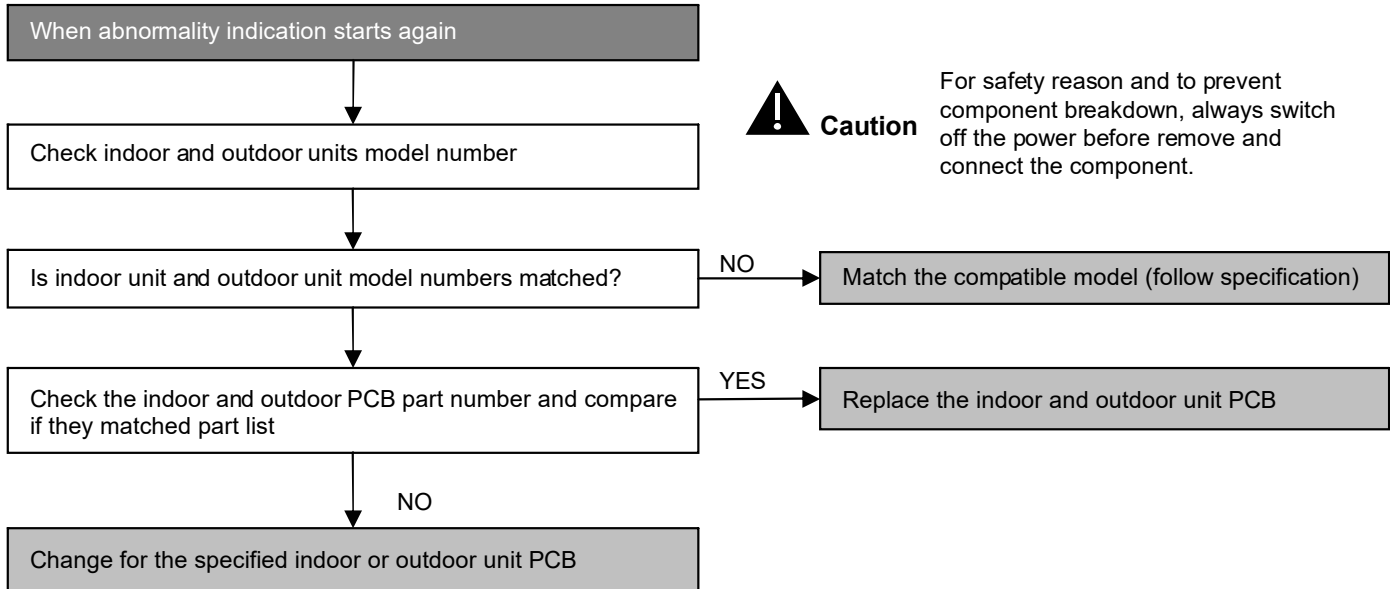 When abnormality indication starts again
For safety reason and to prevent
component breakdown, always switch
off the power before remove and
connect the component.
Caution
Check indoor and outdoor units model number
Is indoor unit and outdoor unit model numbers matched?
NO
Match the compatible model (follow specification)
Check the indoor and outdoor PCB part number and compare
if they matched part list
YES
Replace the indoor and outdoor unit PCB
NO
Change for the specified indoor or outdoor unit PCB